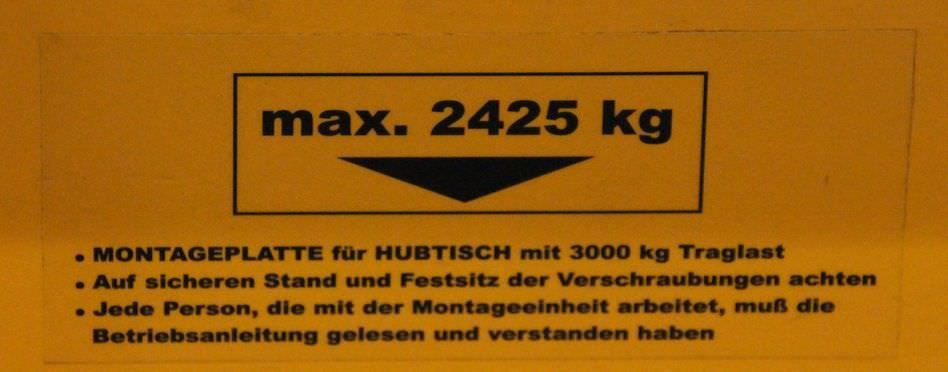 max. 2425 kg
• MONTAGEPLATTE für HUBTISCH mit 3000 kg Traglast
• Auf sicheren Stand und Festsitz der Verschraubungen achten
• Jede Person, die mit der Montageeinheit arbeitet, muß die
Betriebsanleitung gelesen und verstanden haben